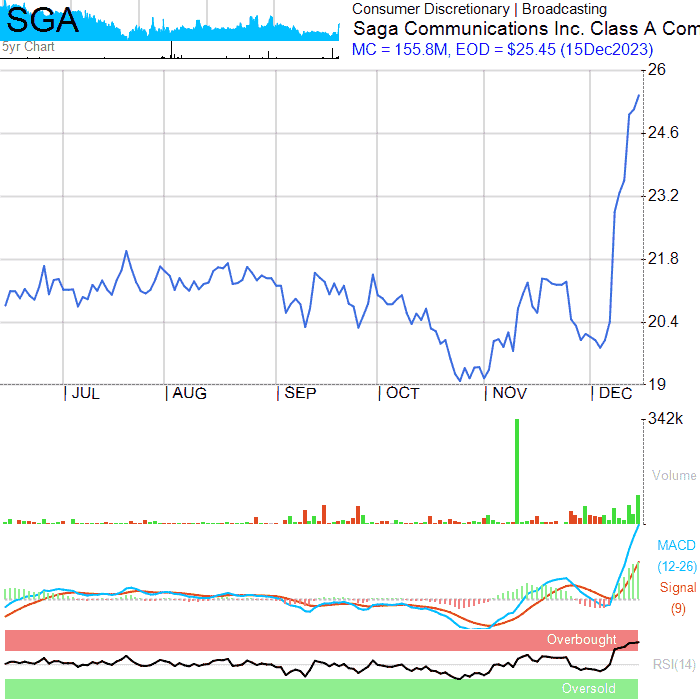 SGA
5yr Chart
Consumer Discretionary | Broadcasting
Saga Communications Inc. Class A Com
MC = 155.8M, EOD = $25.45 (15Dec2023)
26
24.6
23.2
21.8
20.4
19
|JUL |AUG |SEP |OCT |NOV |DEC
342k
Volume
MACD
(12-26)
Signal
(9)
Overbought
RSI(14)
Oversold